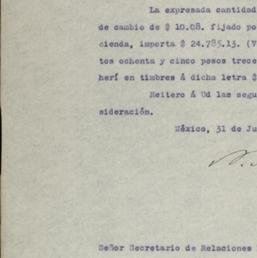 La expresada cantidad
de cambio de $ 10.08. fijado po
cienda, importa $ 24.785.13. (V
tos ochenta y cinco pesos trece
herí en timbres á dicha letra $
Reitero á Ud las segu
sideración.
México, 31 de Ju
Señor Secretario de Relaciones